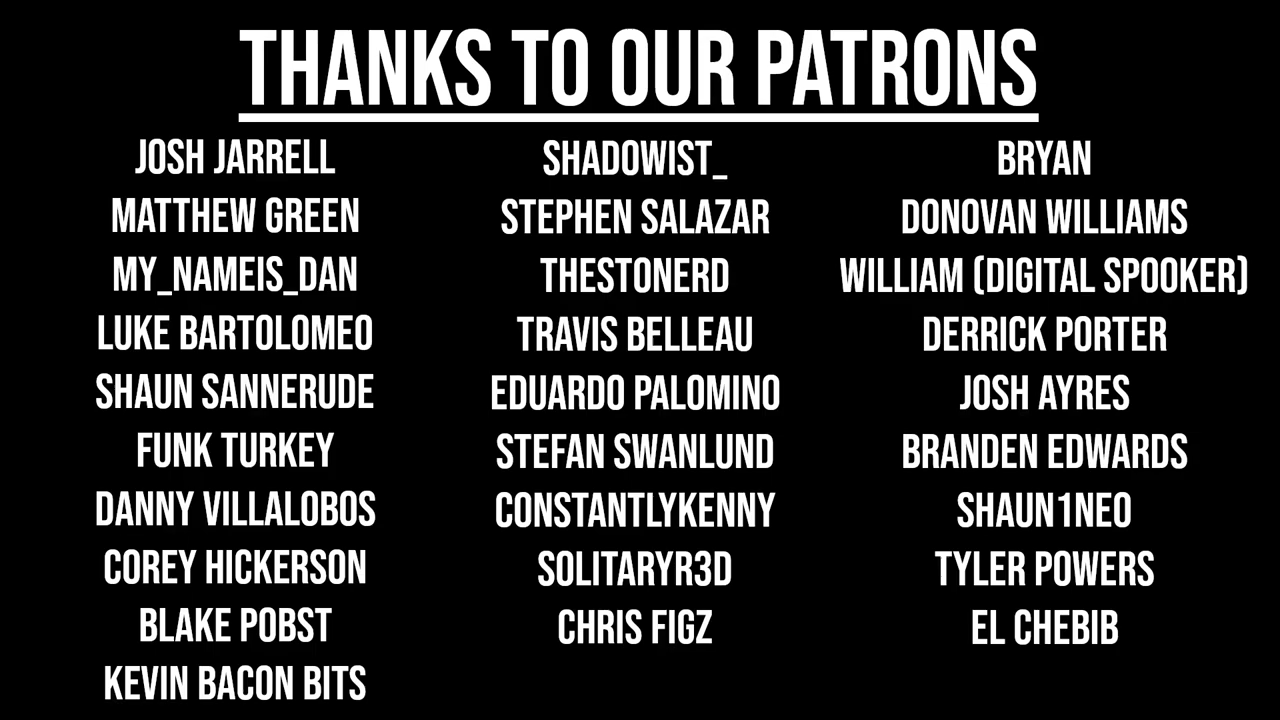 THANKS TO OUR PATRONS
JOSH JARRELL
MATTHEW GREEN
MY_NAMEIS_DAN
LUKE BARTOLOMEO
SHAUN SANNERUDE
FUNK TURKEY
DANNY VILLALOBOS
COREY HICKERSON
BLAKE POBST
KEVIN BACON BITS
SHADOWIST_
STEPHEN SALAZAR
THESTONERD
TRAVIS BELLEAU
EDUARDO PALOMINO
STEFAN SWANLUND
CONSTANTLYKENNY
SOLITARYR3D
CHRIS FIGZ
BRYAN
DONOVAN WILLIAMS
WILLIAM (DIGITAL SPOOKER)
DERRICK PORTER
JOSH AYRES
BRANDEN EDWARDS
SHAUN1NEO
TYLER POWERS
EL CHEBIB